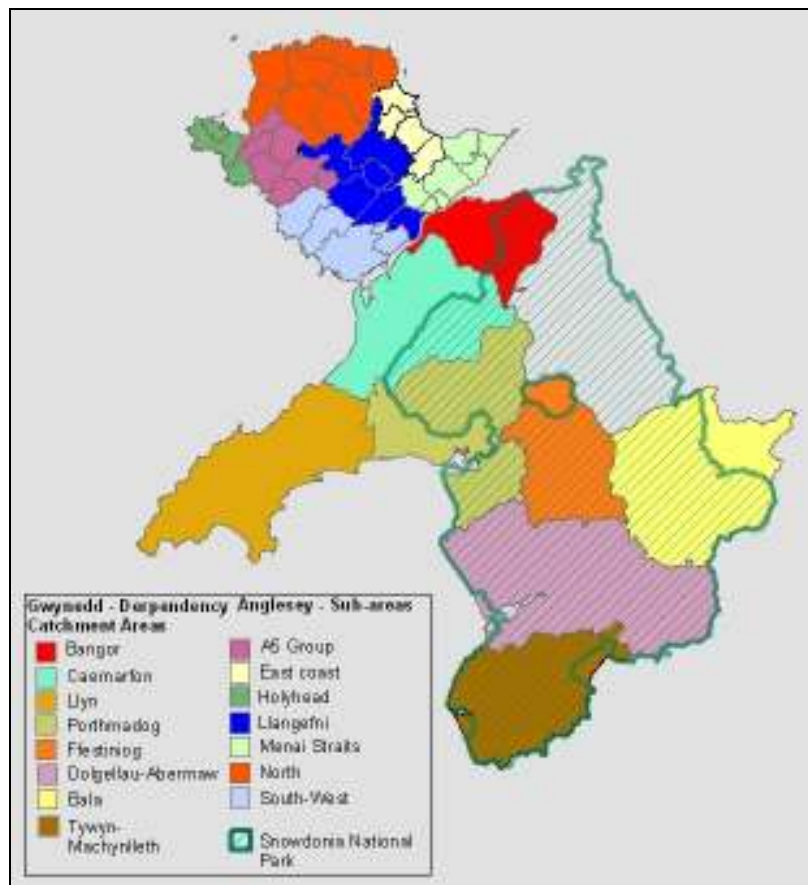 Gwynedd - Derpendency
Catchment Areas
Bangor
Caernarfon
Llyn
Porthmadog
Ffestiniog
Dolgellau-Abermaw
Bala
Tywyn-
Machynlleth
Anglesey - Sub-areas
A5 Group
East coast
Holyhead
Llangefni
Menai Straits
North
South-West
Snowdonia National
Park